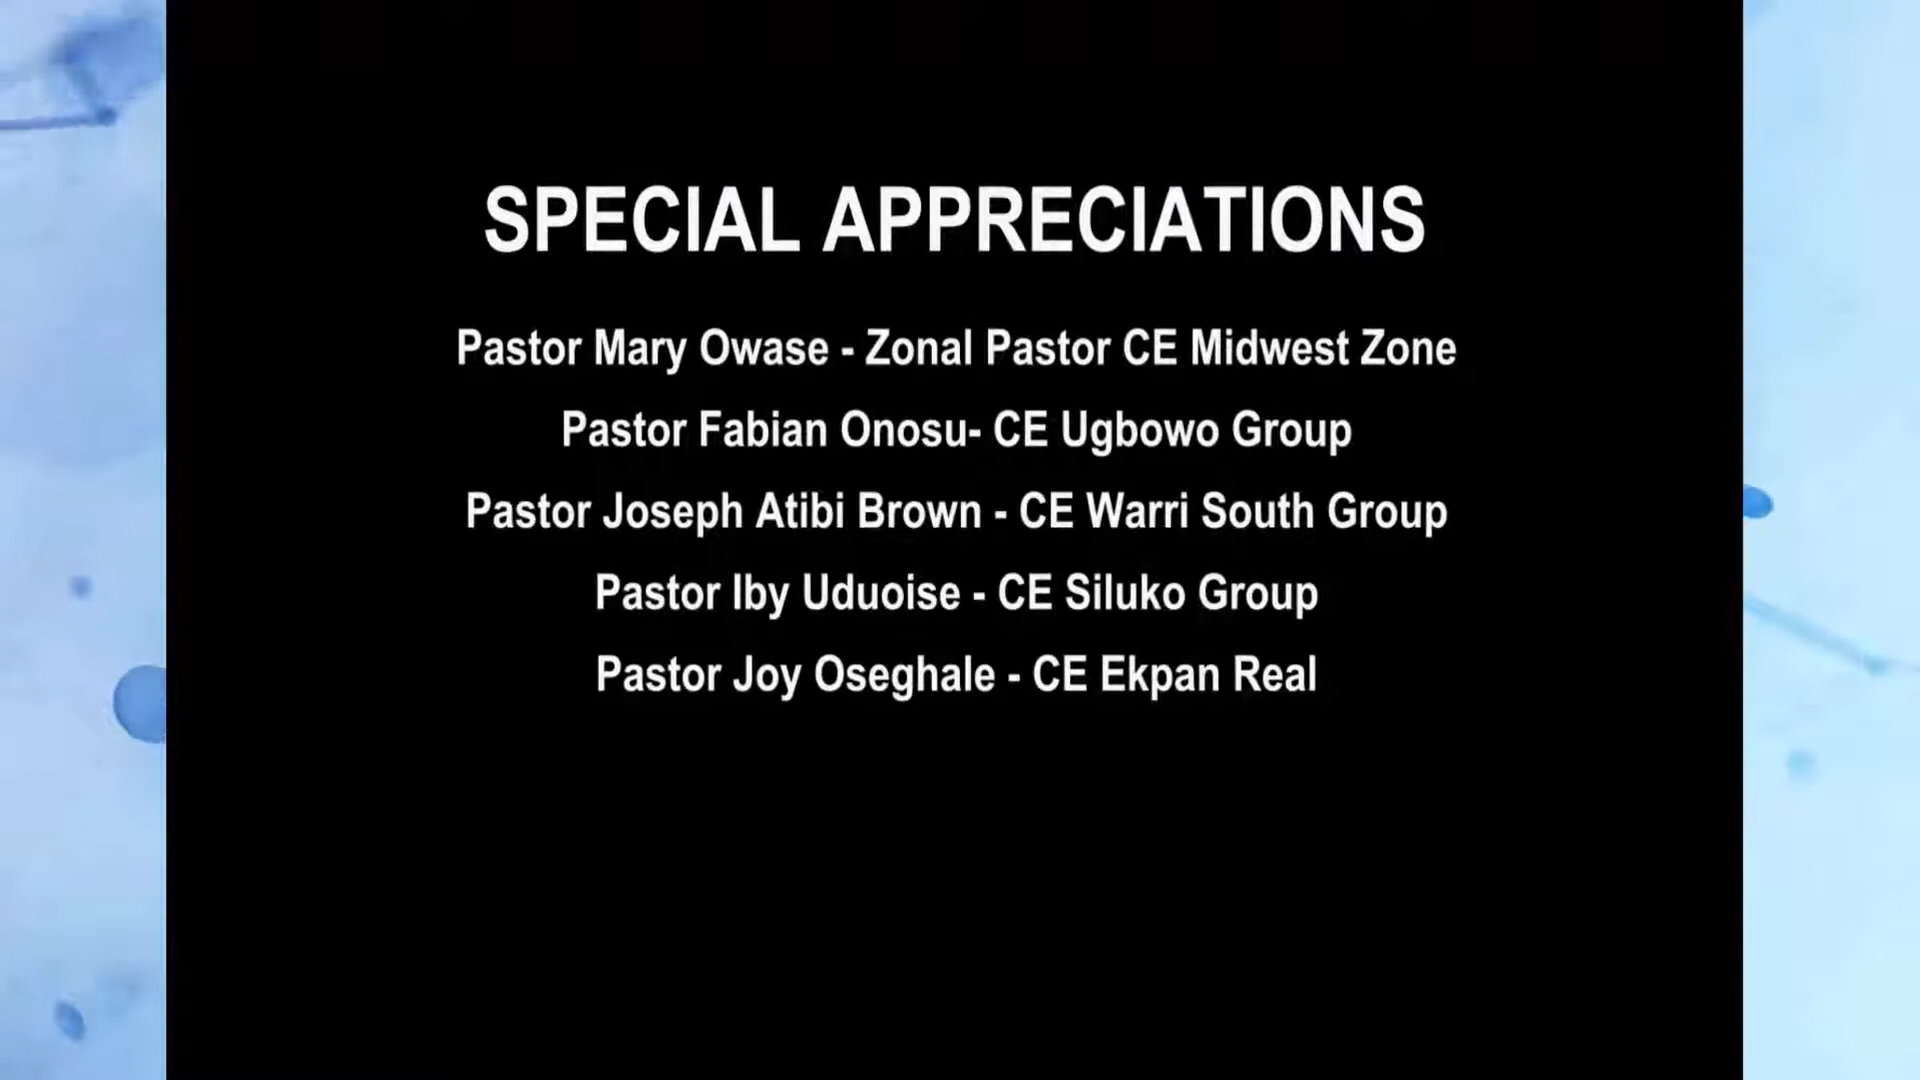 SPECIAL APPRECIATIONS
Pastor Mary Owase - Zonal Pastor CE Midwest Zone
Pastor Fabian Onosu- CE Ugbowo Group
Pastor Joseph Atibi Brown - CE Warri South Group
Pastor Iby Uduoise - CE Siluko Group
Pastor Joy Oseghale - CE Ekpan Real